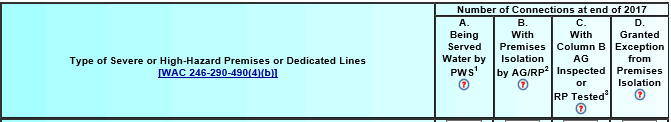 Number of Connections at end of 2017
Type of Severe or High-Hazard Premises or Dedicated Lines
[WAC 246-290-490(4)(b)]
A.
Being
Served
Water by
PWS¹
?
B.
With
Premises
Isolation
by AG/RP²
?
C.
With
Column B
AG
Inspected
or
RP Tested³
?
D.
Granted
Exception
from
Premises
Isolation
?